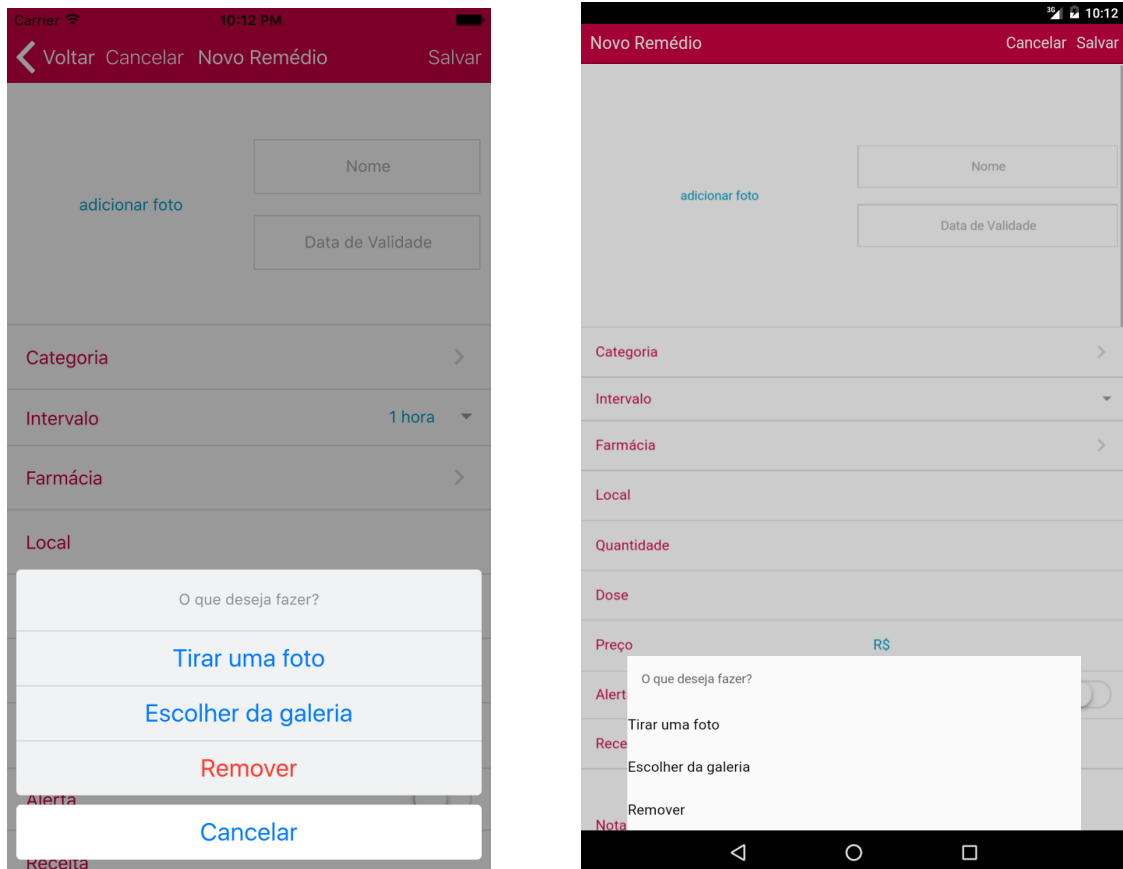 Carrier 10:12 PM
Voltar Cancelar Novo Remédio Salvar
Nome
adicionar foto
Data de Validade
Categoria
Intervalo 1 hora
Farmácia
Local
O que deseja fazer?
Tirar uma foto
Escolher da galeria
Remover
Alerta
Cancelar
Receita
3G 10:12
Novo Remédio Cancelar Salvar
Nome
adicionar foto
Data de Validade
Categoria
Intervalo
Farmácia
Local
Quantidade
Dose
Preço R$
O que deseja fazer?
Alert
Tirar uma foto
Rece
Escolher da galeria
Remover
Nota